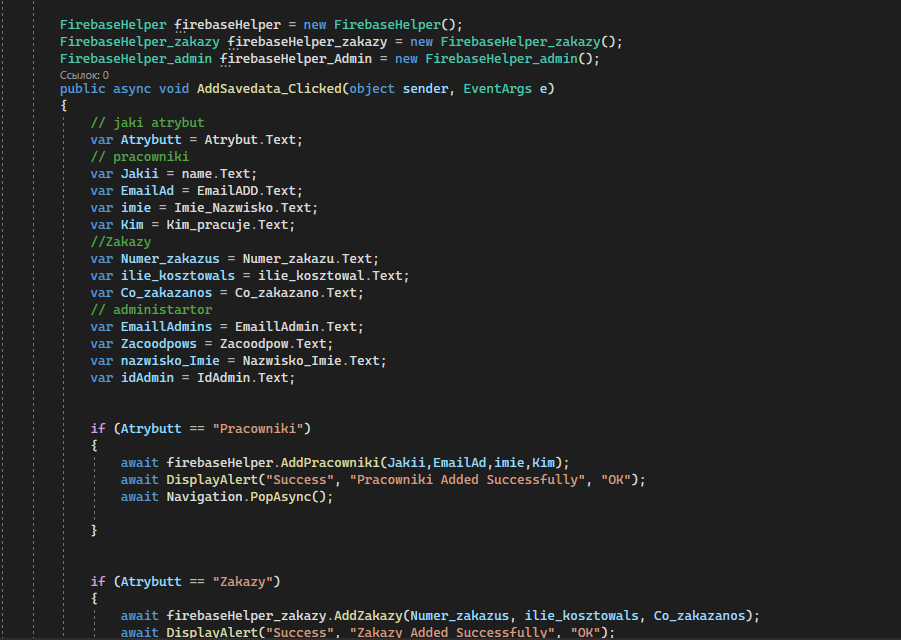 FirebaseHelper firebaseHelper = new FirebaseHelper();
FirebaseHelper_zakazy firebaseHelper_zakazy = new FirebaseHelper_zakazy();
FirebaseHelper_admin firebaseHelper_Admin = new FirebaseHelper_admin();
Ссылок: 0
public async void AddSavedata_Clicked(object sender, EventArgs e)
{
// jaki atrybut
var Atrybutt = Atrybut.Text;
// pracowniki
var Jakii = name.Text;
var EmailAd = EmailADD.Text;
var imie = Imie_Nazwisko.Text;
var Kim = Kim_pracuje.Text;
//Zakazy
var Numer_zakazus = Numer_zakazu.Text;
var ilie_kosztowals = ilie_kosztowal.Text;
var Co_zakazanos = Co_zakazano.Text;
// administartor
var EmaillAdmins = EmaillAdmin.Text;
var Zacoodpows = Zacoodpow.Text;
var nazwisko_Imie = Nazwisko_Imie.Text;
var idAdmin = IdAdmin.Text;
if (Atrybutt == "Pracowniki")
{
await firebaseHelper.AddPracowniki(Jakii,EmailAd,imie,Kim);
await DisplayAlert("Success", "Pracowniki Added Successfully", "OK");
await Navigation.PopAsync();
}
if (Atrybutt == "Zakazy")
{
await firebaseHelper_zakazy.AddZakazy(Numer_zakazus, ilie_kosztowals, Co_zakazanos);
await DisplayAlert("Success", "Zakazy Added Successfully", "OK");